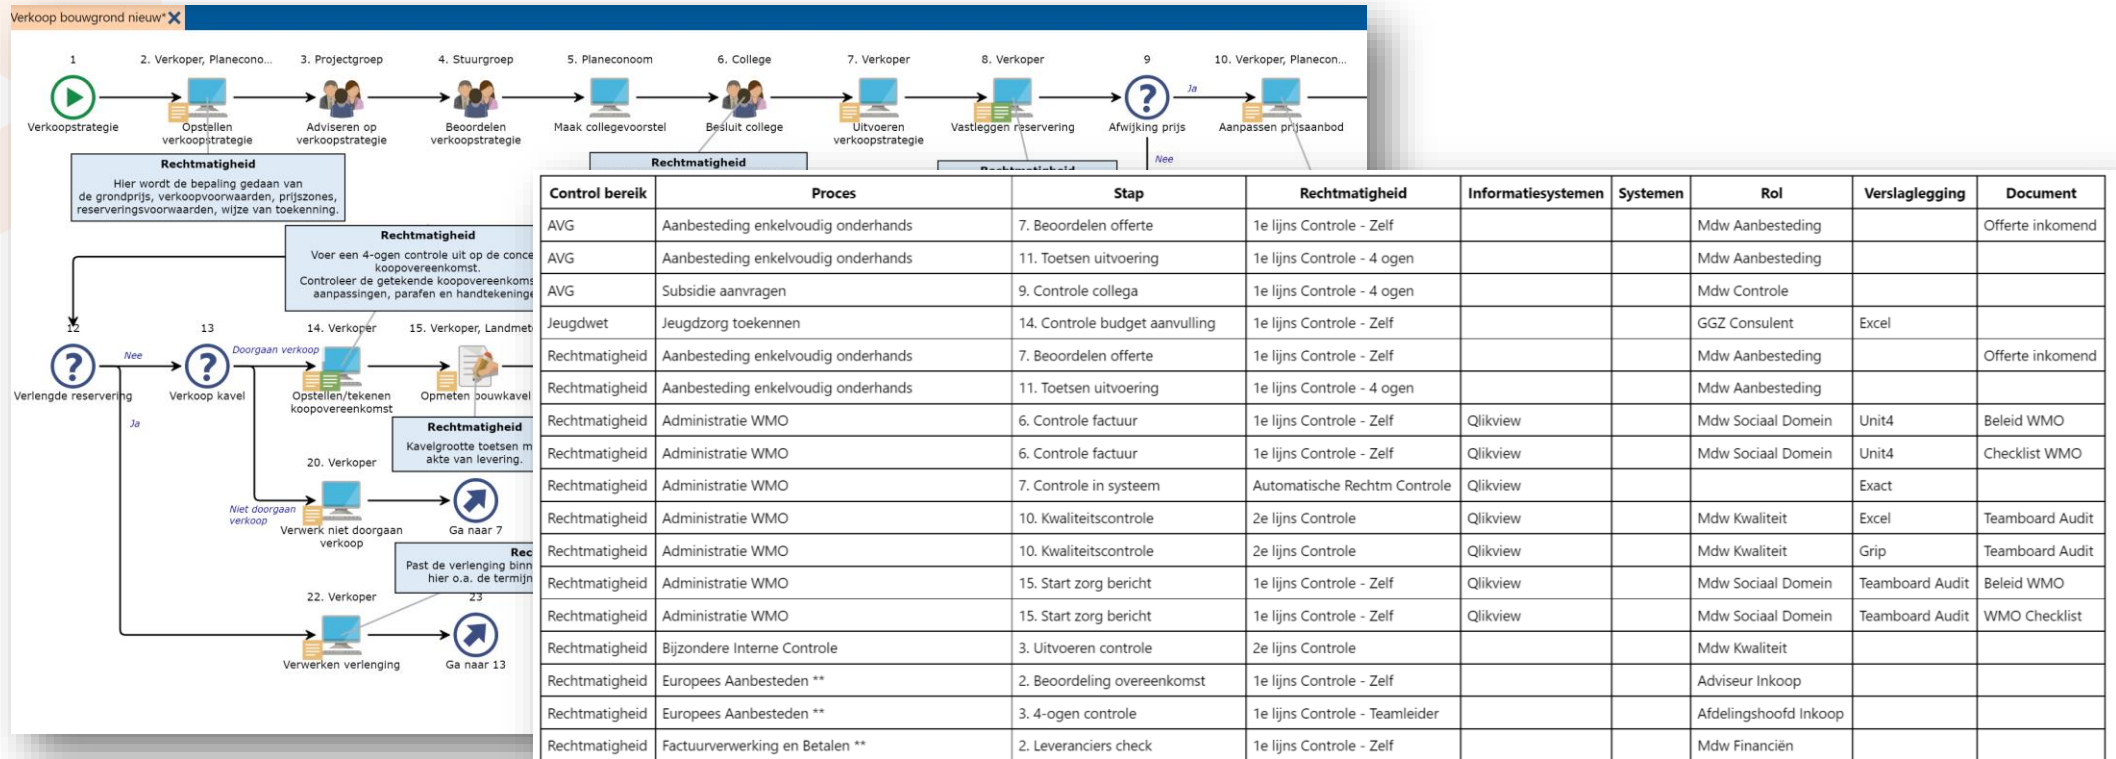 Verkoop bouwgrond nieuw*
1
2. Verkoper, Planecono...
3. Projectgroep
4. Stuurgroep
5. Planeconoom
6. College
7. Verkoper
8. Verkoper
9
10. Verkoper, Planecon...
Ja
Verkoopstrategie
Opstellen
verkoopstrategie
Adviseren op
verkoopstrategie
Beoordelen
verkoopstrategie
Maak collegevoorstel
Besluit college
Uitvoeren
verkoopstrategie
Vastleggen reservering
Afwijking prijs
Aanpassen prijsaanbod
Nee
Rechtmatigheid
Hier wordt de bepaling gedaan van
de grondprijs, verkoopvoorwaarden, prijszones,
reserveringsvoorwaarden, wijze van toekenning.
Rechtmatigheid
Rechtmatigheid
Rechtmatigheid
Voer een 4-ogen controle uit op de conce
koopovereenkomst.
Controleer de getekende koopovereenkoms
aanpassingen, parafen en handtekeninge
12
13
14. Verkoper
15. Verkoper, Landmet
Nee
Doorgaan verkoop
Verlengde reservering
Verkoop kavel
Opstellen/tekenen
koopovereenkomst
Opmeten bouwkavel
Ja
Rechtmatigheid
Kavelgrootte toetsen m
akte van levering.
20. Verkoper
Niet doorgaan
verkoop
Verwerk niet doorgaan
verkoop
Ga naar 7
Rec
Past de verlenging binn
hier o.a. de termijn
22. Verkoper
23
Verwerken verlenging
Ga naar 13
Control bereik Proces Stap Rechtmatigheid Informatiesystemen Systemen Rol Verslaglegging Document
AVG Aanbesteding enkelvoudig onderhands 7. Beoordelen offerte 1e lijns Controle - Zelf Mdw Aanbesteding Offerte inkomend
AVG Aanbesteding enkelvoudig onderhands 11. Toetsen uitvoering 1e lijns Controle - 4 ogen Mdw Aanbesteding
AVG Subsidie aanvragen 9. Controle collega 1e lijns Controle - 4 ogen Mdw Controle
Jeugdwet Jeugdzorg toekennen 14. Controle budget aanvulling 1e lijns Controle - Zelf GGZ Consulent Excel
Rechtmatigheid Aanbesteding enkelvoudig onderhands 7. Beoordelen offerte 1e lijns Controle - Zelf Mdw Aanbesteding Offerte inkomend
Rechtmatigheid Aanbesteding enkelvoudig onderhands 11. Toetsen uitvoering 1e lijns Controle - 4 ogen Mdw Aanbesteding
Rechtmatigheid Administratie WMO 6. Controle factuur 1e lijns Controle - Zelf Qlikview Mdw Sociaal Domein Unit4 Beleid WMO
Rechtmatigheid Administratie WMO 6. Controle factuur 1e lijns Controle - Zelf Qlikview Mdw Sociaal Domein Unit4 Checklist WMO
Rechtmatigheid Administratie WMO 7. Controle in systeem Automatische Rechtm Controle Qlikview Exact
Rechtmatigheid Administratie WMO 10. Kwaliteitscontrole 2e lijns Controle Qlikview Mdw Kwaliteit Excel Teamboard Audit
Rechtmatigheid Administratie WMO 10. Kwaliteitscontrole 2e lijns Controle Qlikview Mdw Kwaliteit Grip Teamboard Audit
Rechtmatigheid Administratie WMO 15. Start zorg bericht 1e lijns Controle - Zelf Qlikview Mdw Sociaal Domein Teamboard Audit Beleid WMO
Rechtmatigheid Administratie WMO 15. Start zorg bericht 1e lijns Controle - Zelf Qlikview Mdw Sociaal Domein Teamboard Audit WMO Checklist
Rechtmatigheid Bijzondere Interne Controle 3. Uitvoeren controle 2e lijns Controle Mdw Kwaliteit
Rechtmatigheid Europees Aanbesteden ** 2. Beoordeling overeenkomst 1e lijns Controle - Zelf Adviseur Inkoop
Rechtmatigheid Europees Aanbesteden ** 3. 4-ogen controle 1e lijns Controle - Teamleider Afdelingshoofd Inkoop
Rechtmatigheid Factuurverwerking en Betalen ** 2. Leveranciers check 1e lijns Controle - Zelf Mdw Financiën